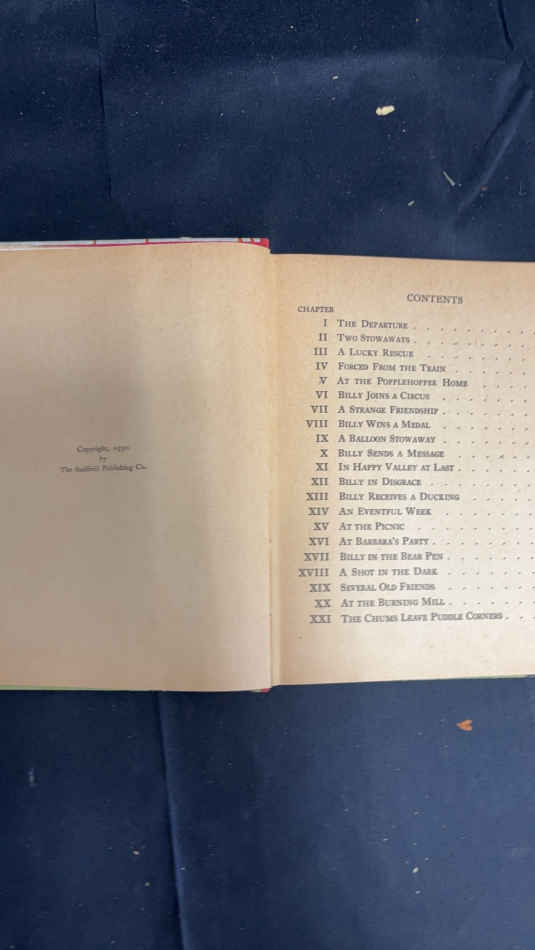 Copyright, 1930
by
The Saalfield Publishing Co.
CONTENTS
CHAPTER
I THE DEPARTURE
II TWO STOWAWAYS
III A LUCKY RESCUE
IV FORCED FROM THE TRAIN
V AT THE POPPLEHOPPER HOME
VI BILLY JOINS A CIRCUS
VII A STRANGE FRIENDSHIP
VIII BILLY WINS A MEDAL
IX A BALLOON STOWAWAY
X BILLY SENDS A MESSAGE
XI IN HAPPY VALLEY AT LAST
XII BILLY IN DISGRACE
XIII BILLY RECEIVES A DUCKING
XIV AN EVENTFUL WEEK
XV AT THE PICNIC
XVI AT BARBARA'S PARTY
XVII BILLY IN THE BEAR PEN
XVIII A SHOT IN THE DARK
XIX SEVERAL OLD FRIENDS
XX AT THE BURNING MILL
XXI THE CHUMS LEAVE PUDDLE CORNERS